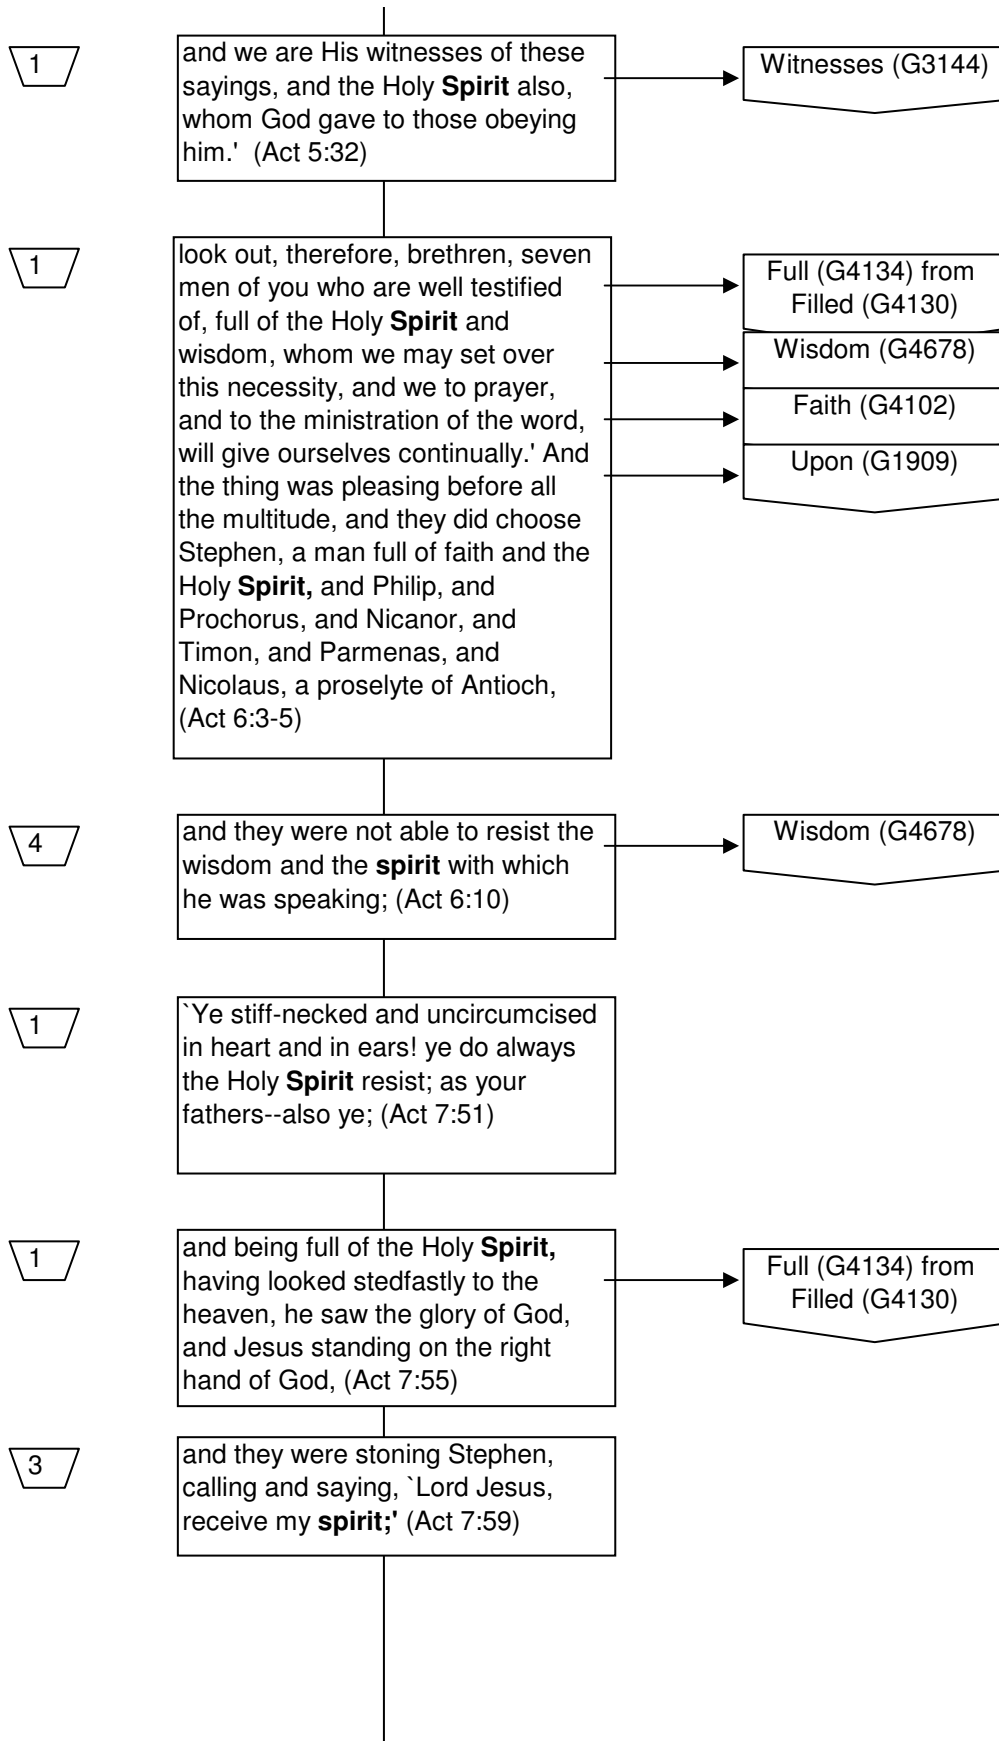 1
and we are His witnesses of these
sayings, and the Holy Spirit also,
whom God gave to those obeying
him.'  (Act 5:32)
Witnesses (G3144)
1
look out, therefore, brethren, seven
men of you who are well testified
of, full of the Holy Spirit and
wisdom, whom we may set over
this necessity, and we to prayer,
and to the ministration of the word,
will give ourselves continually.' And
the thing was pleasing before all
the multitude, and they did choose
Stephen, a man full of faith and the
Holy Spirit, and Philip, and
Prochorus, and Nicanor, and
Timon, and Parmenas, and
Nicolaus, a proselyte of Antioch,
(Act 6:3-5)
Full (G4134) from
Filled (G4130)
Wisdom (G4678)
Faith (G4102)
Upon (G1909)
4
and they were not able to resist the
wisdom and the spirit with which
he was speaking; (Act 6:10)
Wisdom (G4678)
1
`Ye stiff-necked and uncircumcised
in heart and in ears! ye do always
the Holy Spirit resist; as your
fathers--also ye; (Act 7:51)
1
and being full of the Holy Spirit,
having looked stedfastly to the
heaven, he saw the glory of God,
and Jesus standing on the right
hand of God, (Act 7:55)
Full (G4134) from
Filled (G4130)
3
and they were stoning Stephen,
calling and saying, `Lord Jesus,
receive my spirit;' (Act 7:59)